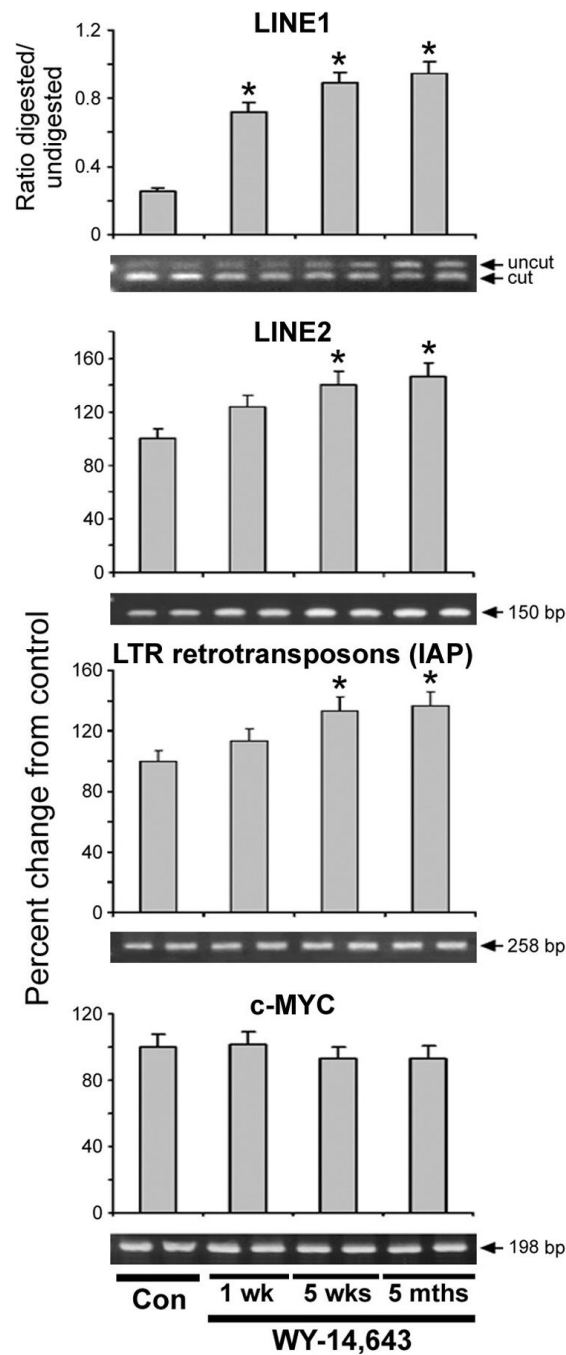 LINE1
Ratio digested/
undigested
1.2
0.8
0.4
0
* * *
uncut
cut
LINE2
160
120
80
40
0
* *
150 bp
LTR retrotransposons (IAP)
Percent change from control
160
120
80
40
0
* *
258 bp
c-MYC
120
80
40
0
198 bp
Con 1 wk 5 wks 5 mths
WY-14,643